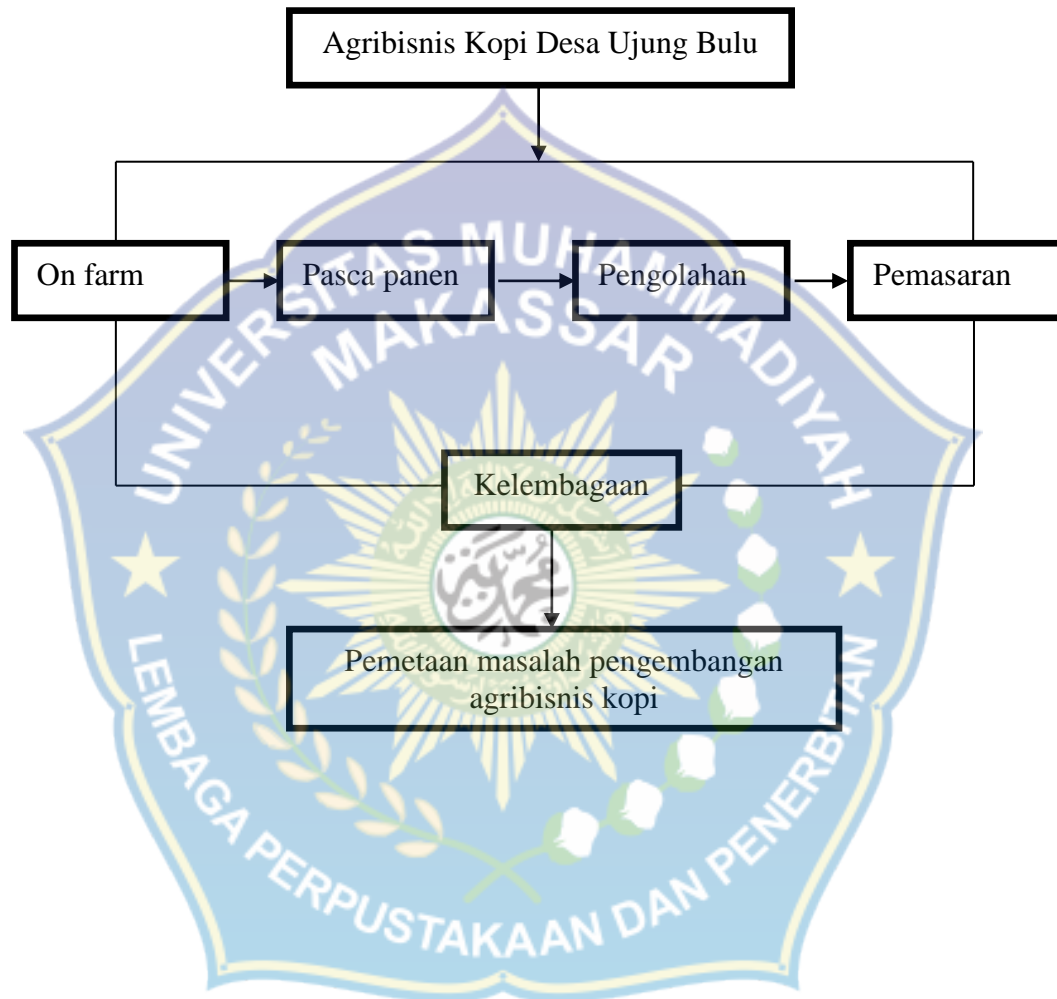 Agribisnis Kopi Desa Ujung Bulu
On farm
Pasca panen
Pengolahan
Pemasaran
Kelembagaan
Pemetaan masalah pengembangan
agribisnis kopi
UNIVERSITAS MUHAMMADIYAH
MAKASSAR
LEMBAGA PERPUSTAKAAN DAN PENERBITAN